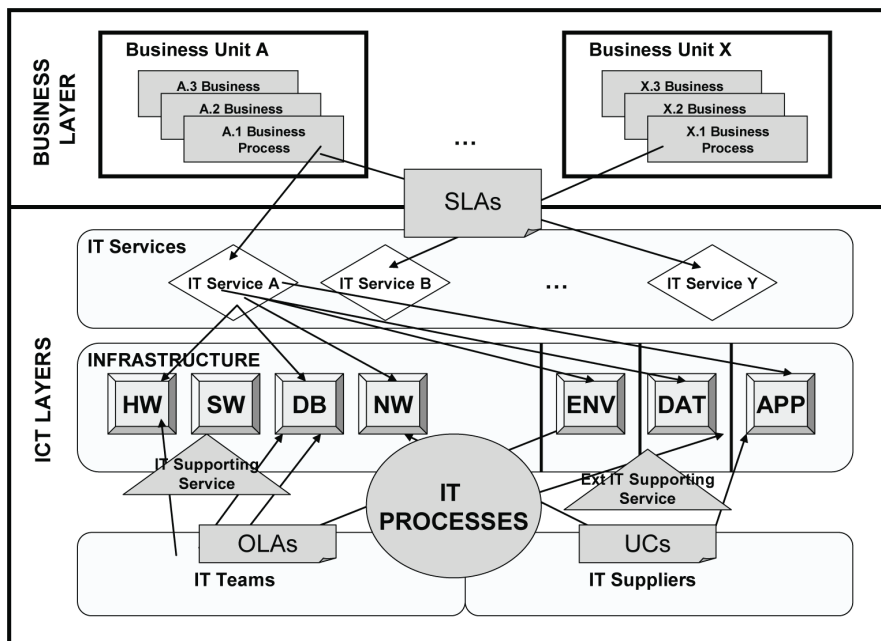 BUSINESS
LAYER
Business Unit A
A.3 Business
A.2 Business
A.1 Business
Process
...
Business Unit X
X.3 Business
X.2 Business
X.1 Business
Process
SLAs
ICT LAYERS
IT Services
IT Service A
IT Service B
...
IT Service Y
INFRASTRUCTURE
HW
SW
DB
NW
ENV
DAT
APP
IT Supporting
Service
IT
PROCESSES
Ext IT Supporting
Service
OLAs
UCs
IT Teams
IT Suppliers